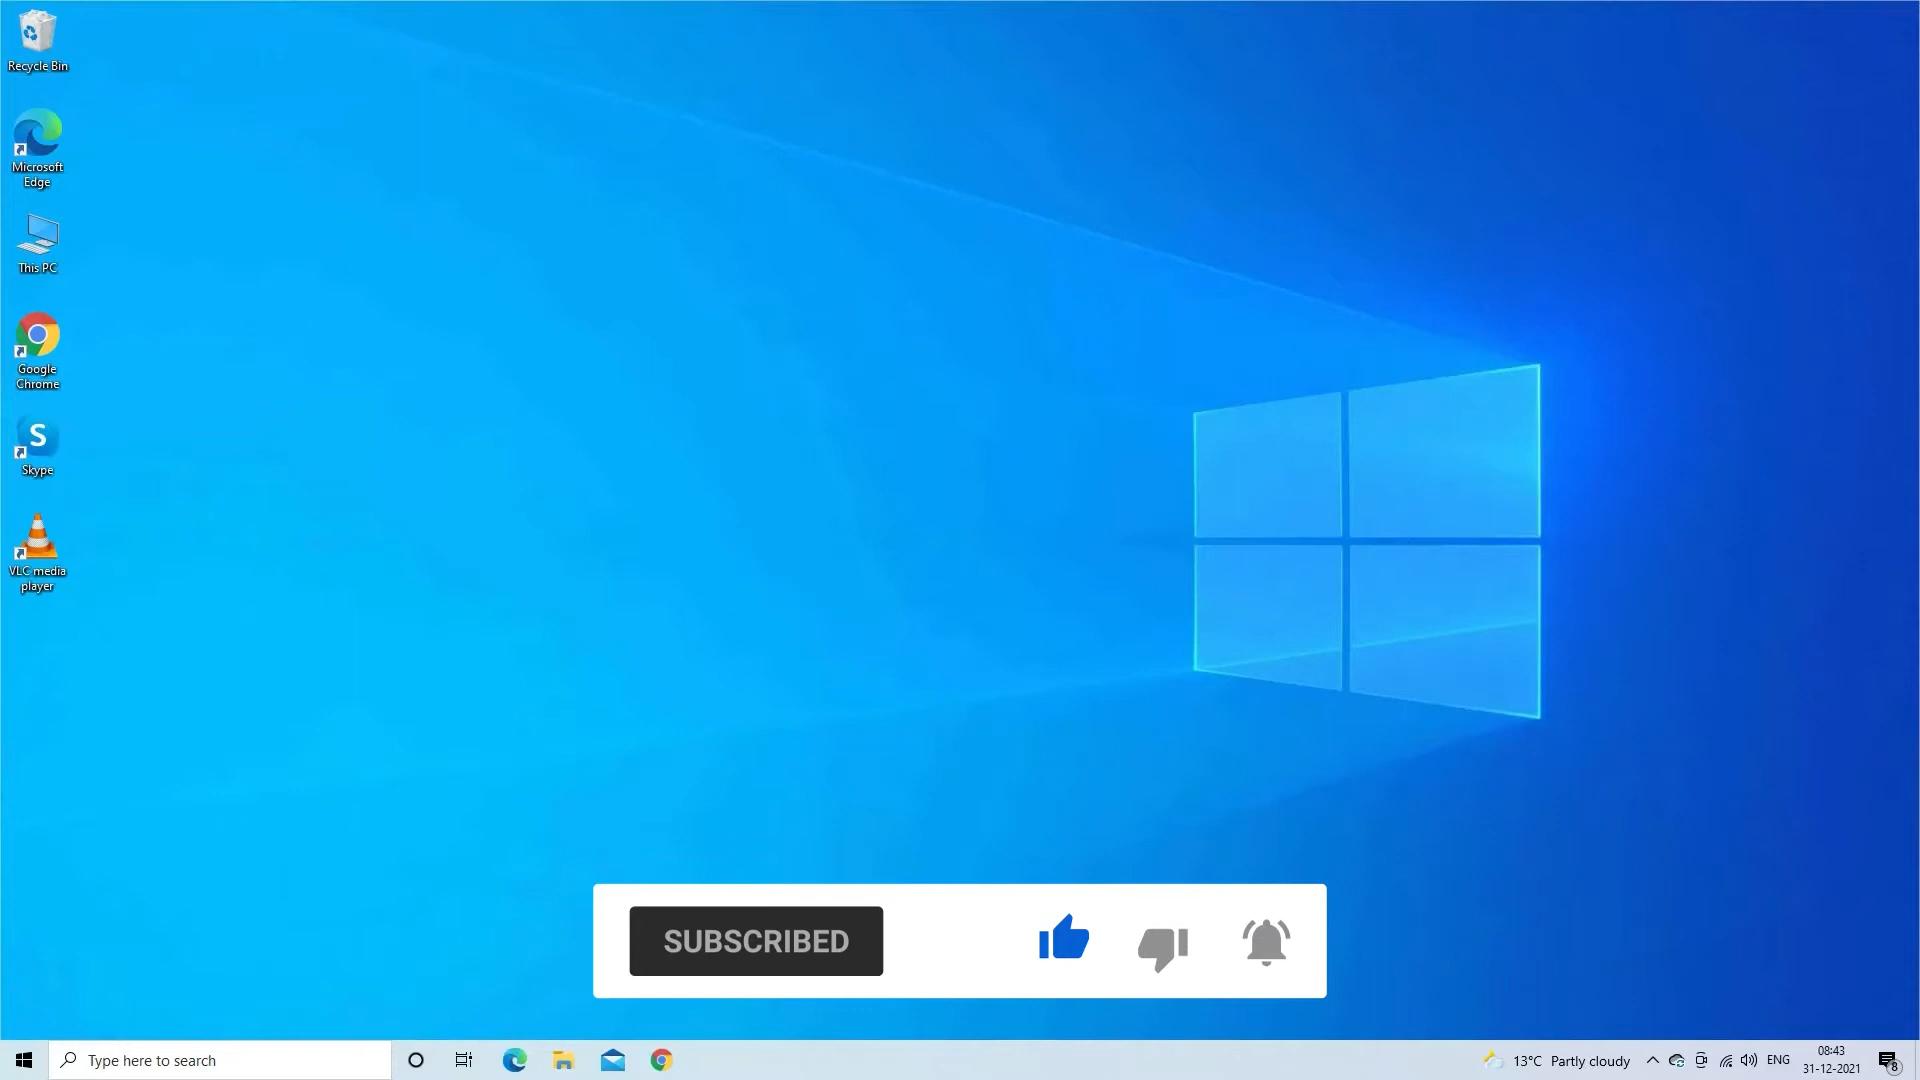 Recycle Bin
Microsoft
Edge
This PC
Google
Chrome
S
Skype
VLC media
player
SUBSCRIBED
Type here to search
13°C Partly cloudy
ENG
08:43
31-12-2021
8